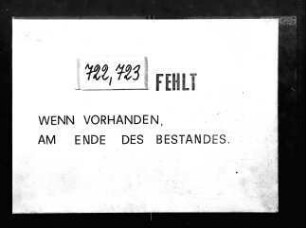 722, 723 FEHLT
WENN VORHANDEN,
AM ENDE DES BESTANDES.